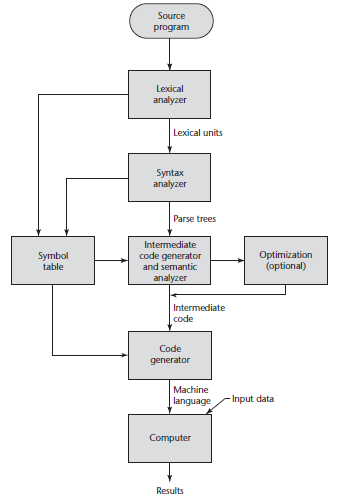 Source
program
Lexical
analyzer
Lexical units
Syntax
analyzer
Parse trees
Symbol
table
Intermediate
code generator
and semantic
analyzer
Optimization
(optional)
Intermediate
code
Code
generator
Machine
language
Input data
Computer
Results